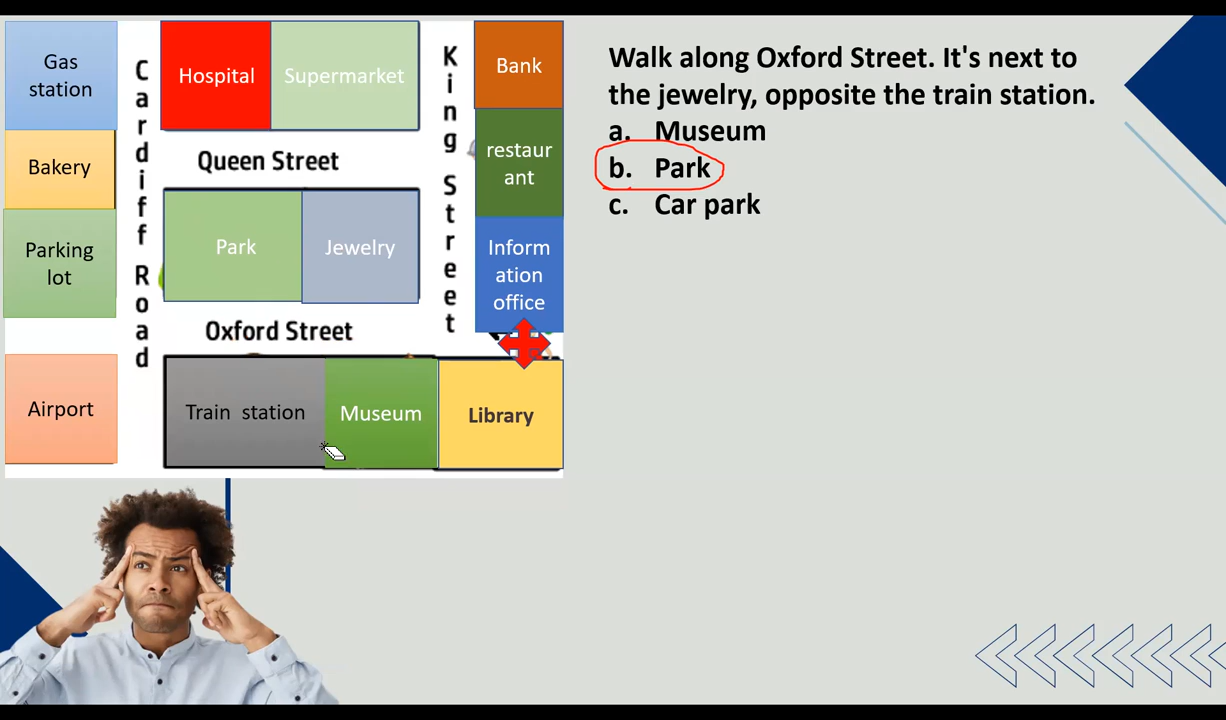 Gas
station
Bakery
Parking
lot
Airport
Cardiff Road
Hospital
Supermarket
Queen Street
Park
Jewelry
Oxford Street
Train station
Museum
Library
King Street
Bank
restaur
ant
Inform
ation
office
Walk along Oxford Street. It's next to
the jewelry, opposite the train station.
a. Museum
b. Park
c. Car park